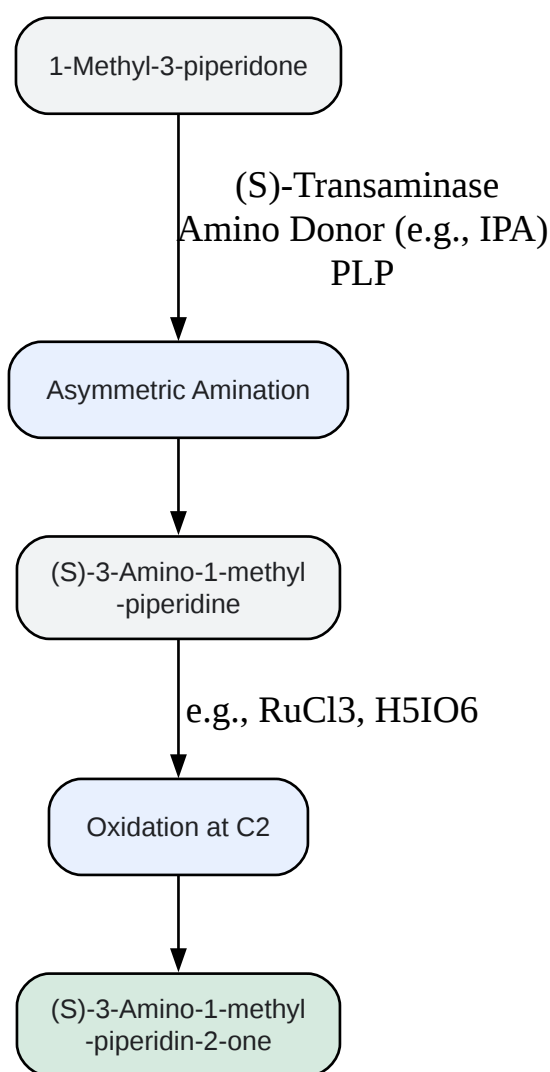 1-Methyl-3-piperidone
(S)-Transaminase
Amino Donor (e.g., IPA)
PLP
Asymmetric Amination
(S)-3-Amino-1-methyl
-piperidine
e.g., RuCl3, H5IO6
Oxidation at C2
(S)-3-Amino-1-methyl
-piperidin-2-one